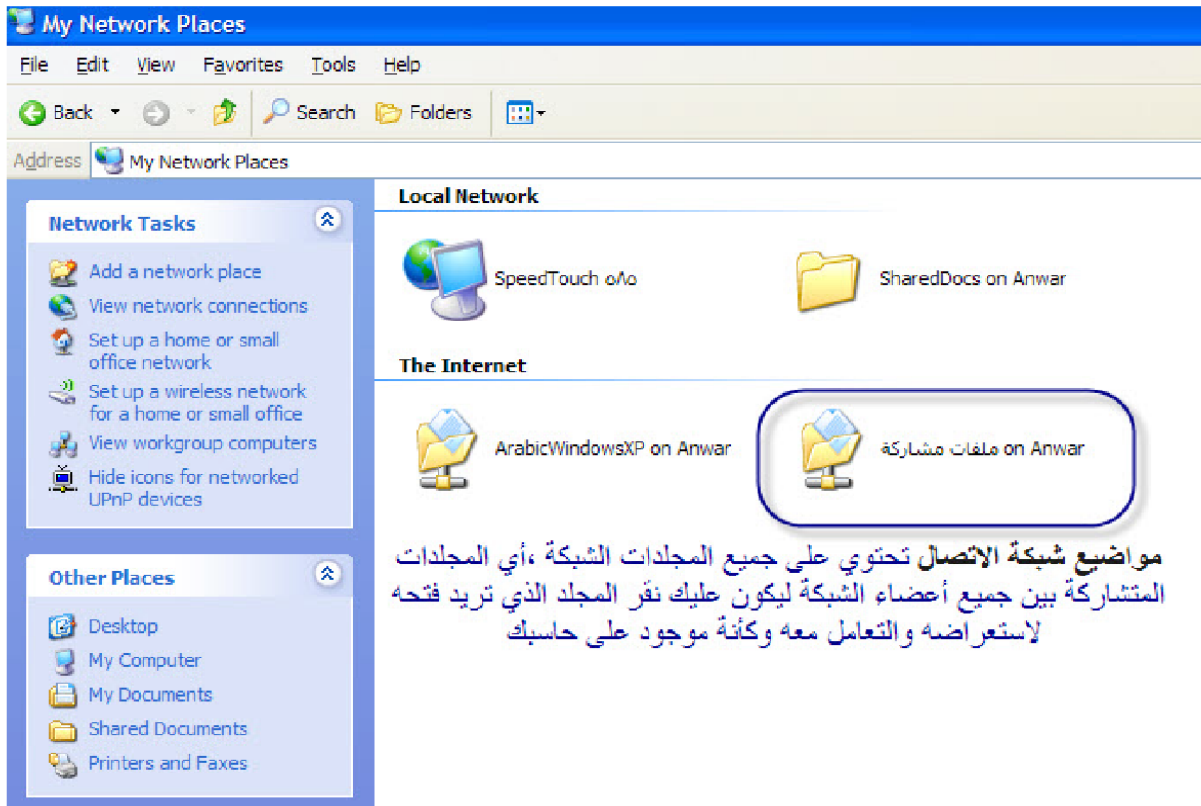 My Network Places
File Edit View Favorites Tools Help
Back Search Folders
Address My Network Places
Network Tasks
Add a network place
View network connections
Set up a home or small
office network
Set up a wireless network
for a home or small office
View workgroup computers
Hide icons for networked
UPnP devices
Other Places
Desktop
My Computer
My Documents
Shared Documents
Printers and Faxes
Local Network
SpeedTouch ٥٨٥
SharedDocs on Anwar
The Internet
ArabicWindowsXP on Anwar
ملفات مشاركة on Anwar
مواضيع شبكة الاتصال تحتوي على جميع المجلدات الشبكة ،أي المجلدات
المتشاركة بين جميع أعضاء الشبكة ليكون عليك نقر المجلد الذي تريد فتحه
لاستعراضه والتعامل معه وكأنة موجود على حاسبك